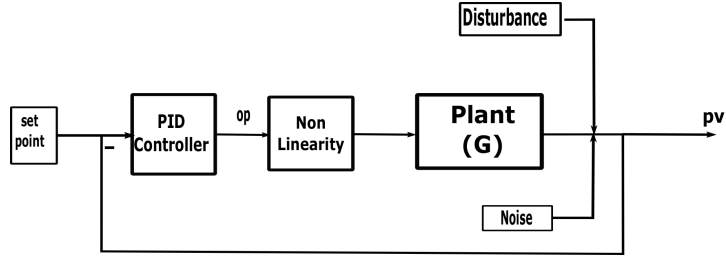 Disturbance
set
point
PID
Controller
op
Non
Linearity
Plant
(G)
pv
–
Noise